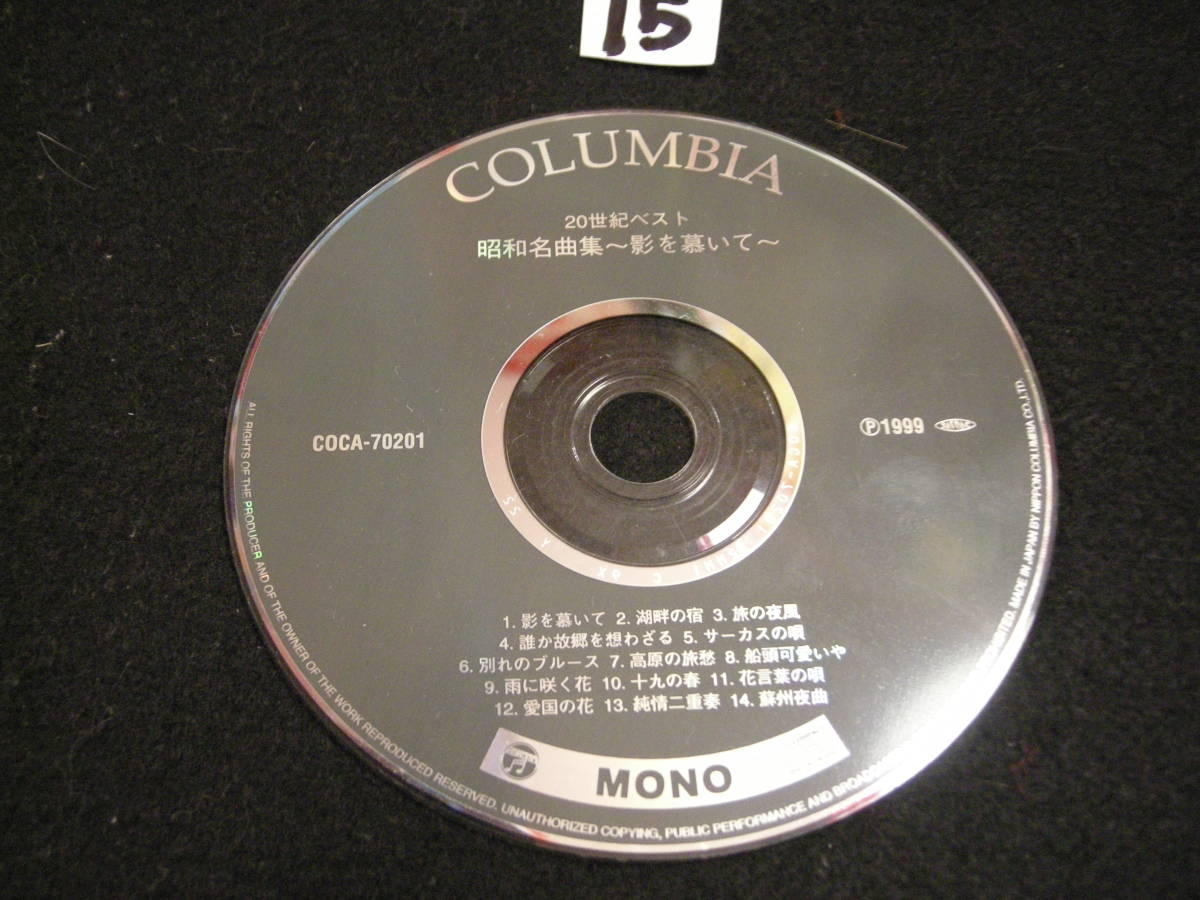 15
COLUMBIA
20世紀ベスト
昭和名曲集～影を慕いて～
COCA-70201
Ⓟ1999
1. 影を慕いて 2. 湖畔の宿 3. 旅の夜風
4. 誰か故郷を想わざる 5. サーカスの唄
6. 別れのブルース 7. 高原の旅愁 8. 船頭可愛いや
9. 雨に咲く花 10. 十九の春 11. 花言葉の唄
12. 愛国の花 13. 純情二重奏 14. 蘇州夜曲
MONO
ALL RIGHTS OF THE PRODUCER AND OF THE OWNER OF THE WORK REPRODUCED RESERVED. UNAUTHORIZED COPYING, PUBLIC PERFORMANCE AND MADE IN JAPAN BY NIPPON COLUMBIA CO., LTD.